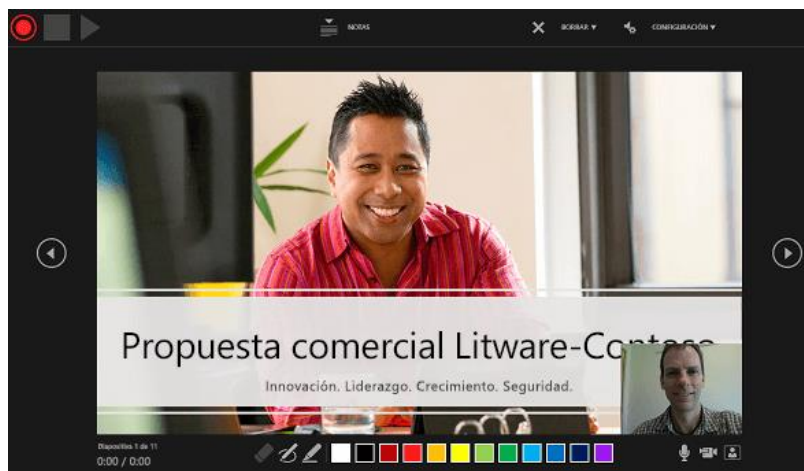 NOTAS
BORRAR
CONFIGURACIÓN
Propuesta comercial Litware-Contoso
Innovación. Liderazgo. Crecimiento. Seguridad.
Diapositiva 1 de 11
0:00 / 0:00